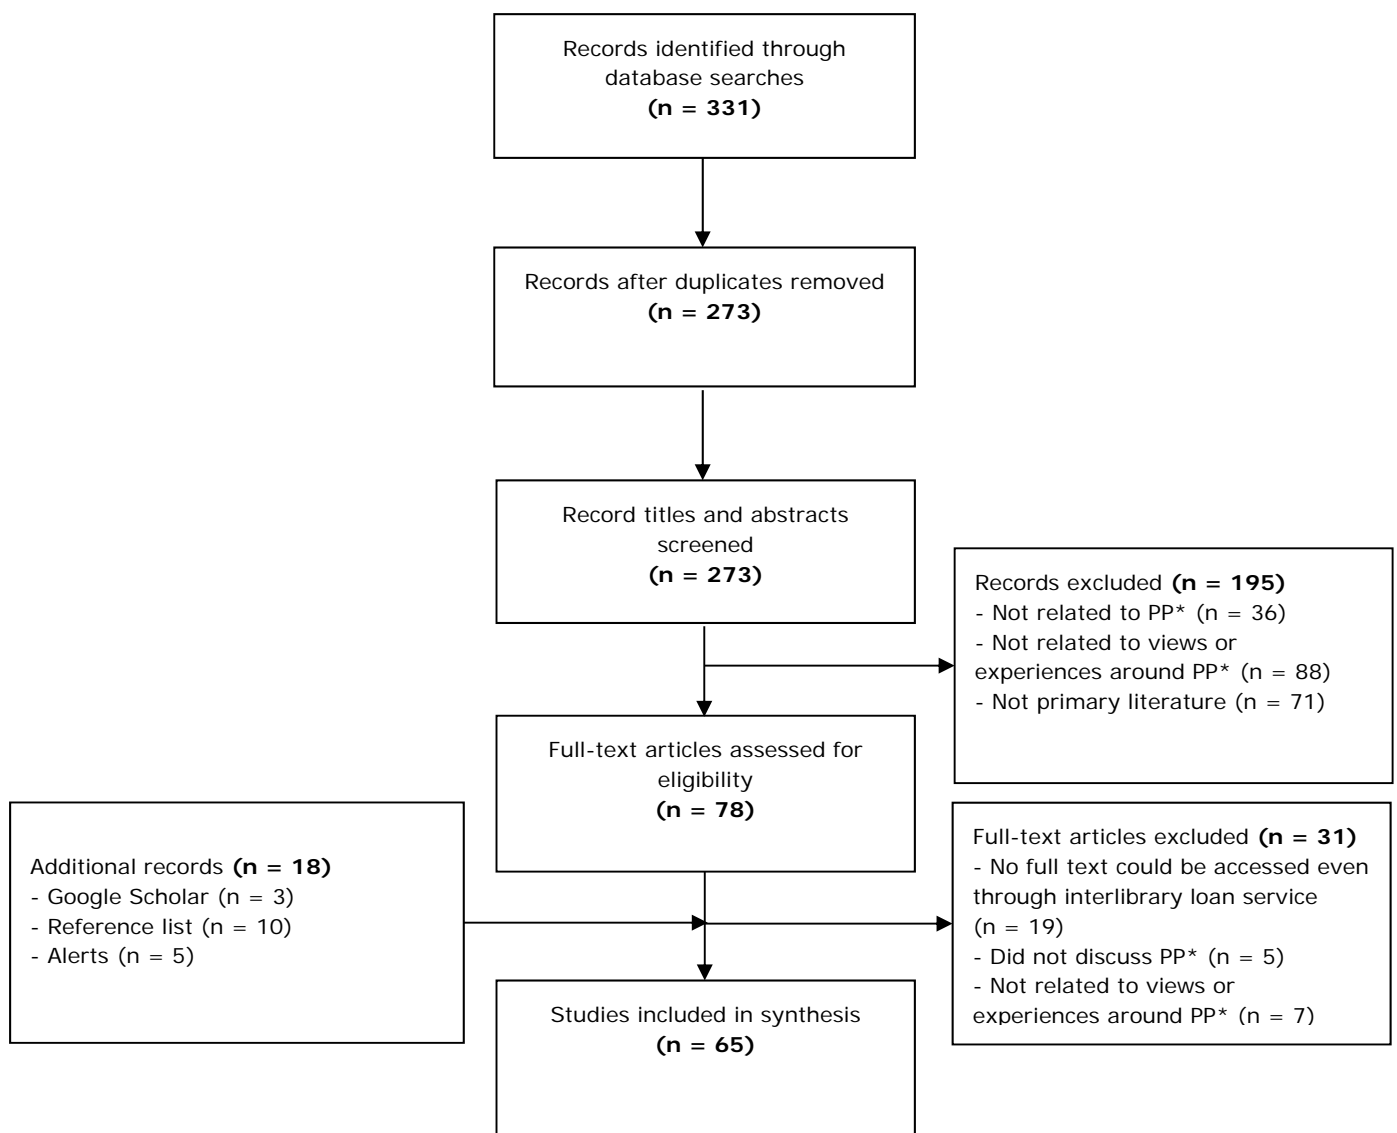 Records identified through
database searches
(n = 331)
Records after duplicates removed
(n = 273)
Record titles and abstracts
screened
(n = 273)
Records excluded (n = 195)
- Not related to PP* (n = 36)
- Not related to views or
experiences around PP* (n = 88)
- Not primary literature (n = 71)
Full-text articles assessed for
eligibility
(n = 78)
Additional records (n = 18)
- Google Scholar (n = 3)
- Reference list (n = 10)
- Alerts (n = 5)
Full-text articles excluded (n = 31)
- No full text could be accessed even
through interlibrary loan service
(n = 19)
- Did not discuss PP* (n = 5)
- Not related to views or
experiences around PP* (n = 7)
Studies included in synthesis
(n = 65)